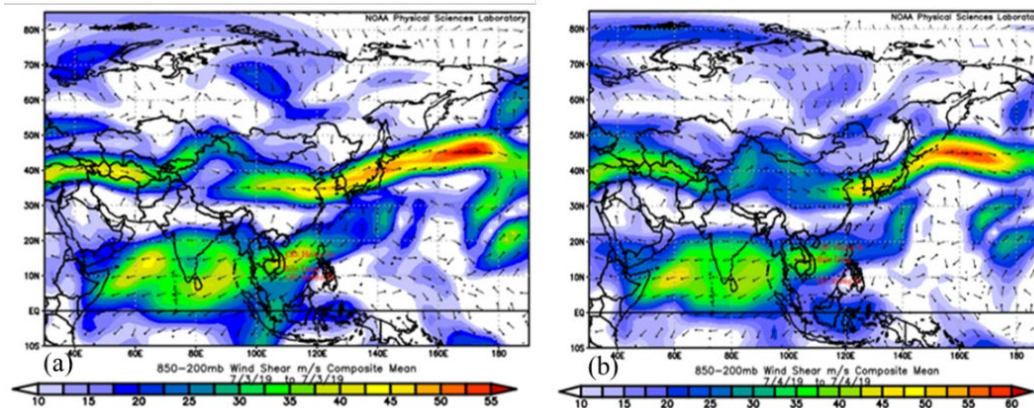 NOAA Physical Sciences Laboratory
80N
70N
60N
50N
40N
30N
20N
10N
EQ
10S
40E
60E
80E
100E
120E
140E
160E
180
(a)
850-200mb Wind Shear m/s Composite Mean
7/3/19 to 7/3/19
10 15 20 25 30 35 40 45 50 55
NOAA Physical Sciences Laboratory
80N
70N
60N
50N
40N
30N
20N
10N
EQ
10S
40E
60E
80E
100E
120E
140E
160E
180
(b)
850-200mb Wind Shear m/s Composite Mean
7/4/19 to 7/4/19
10 15 20 25 30 35 40 45 50 60